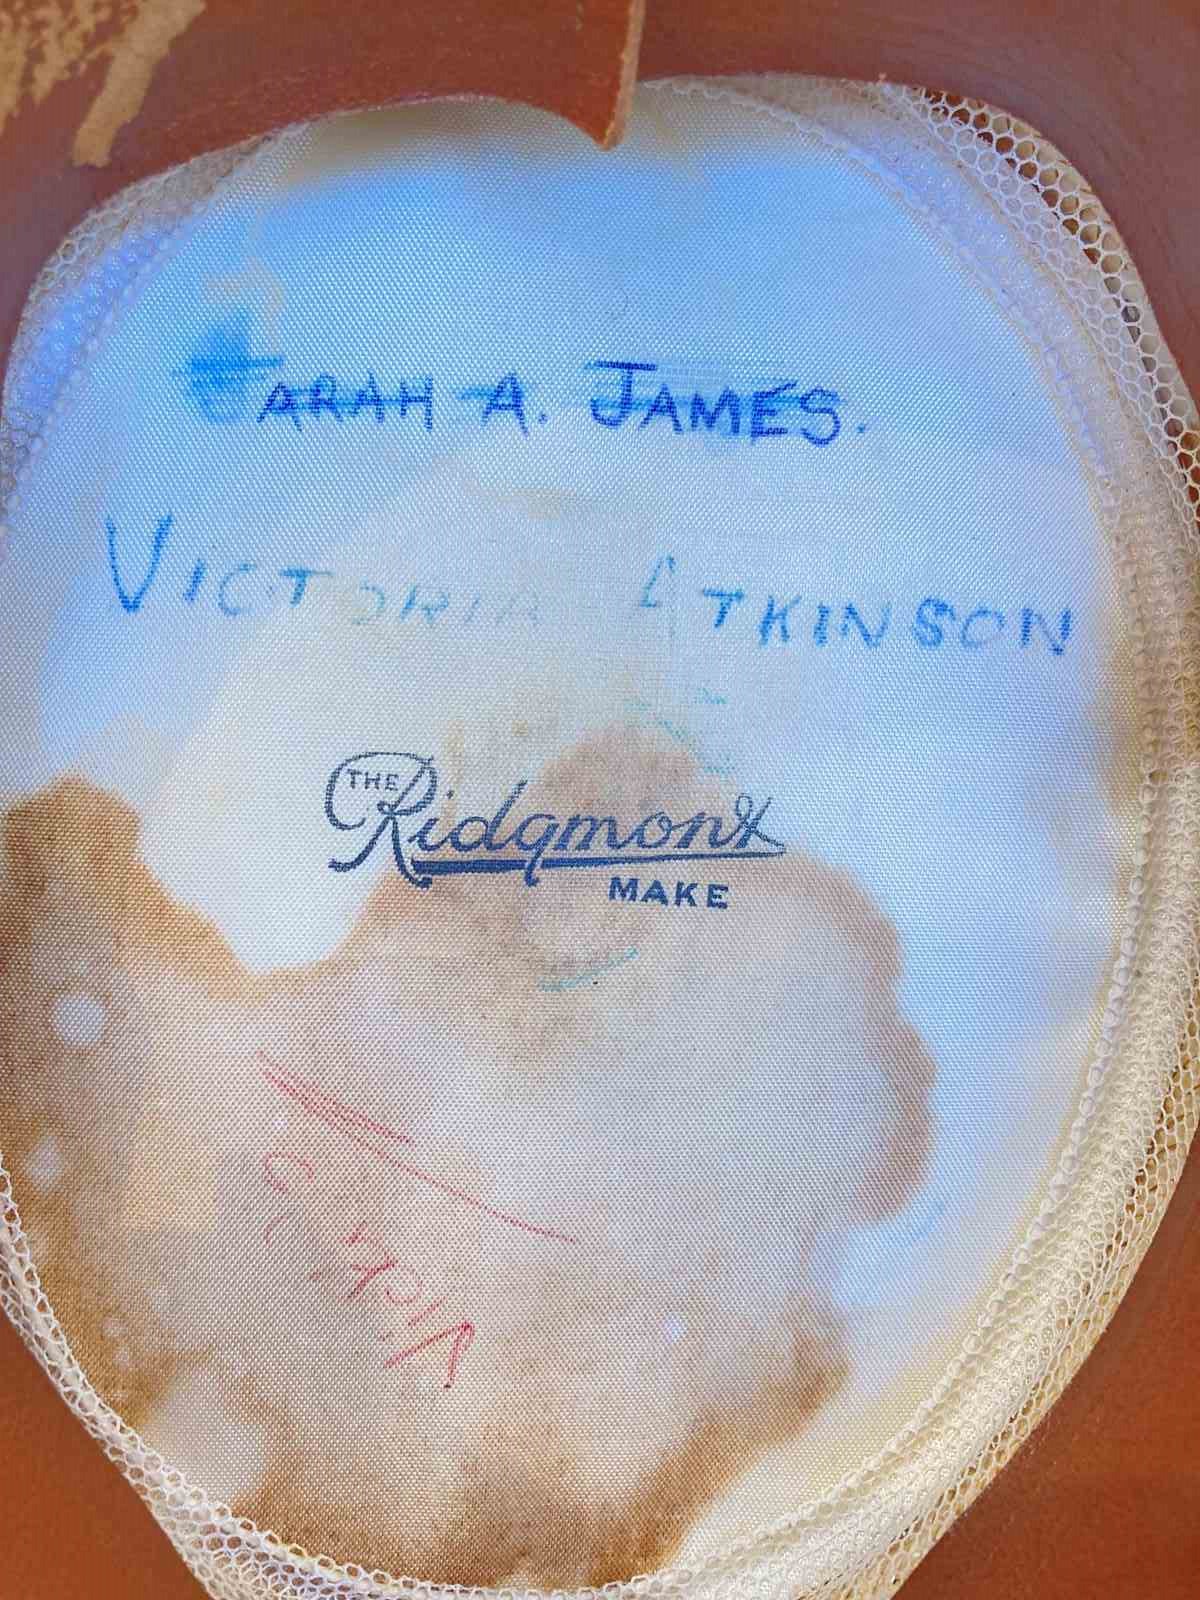 SARAH A. JAMES.
VICTORIA ATKINSON
THE Ridgmont
MAKE